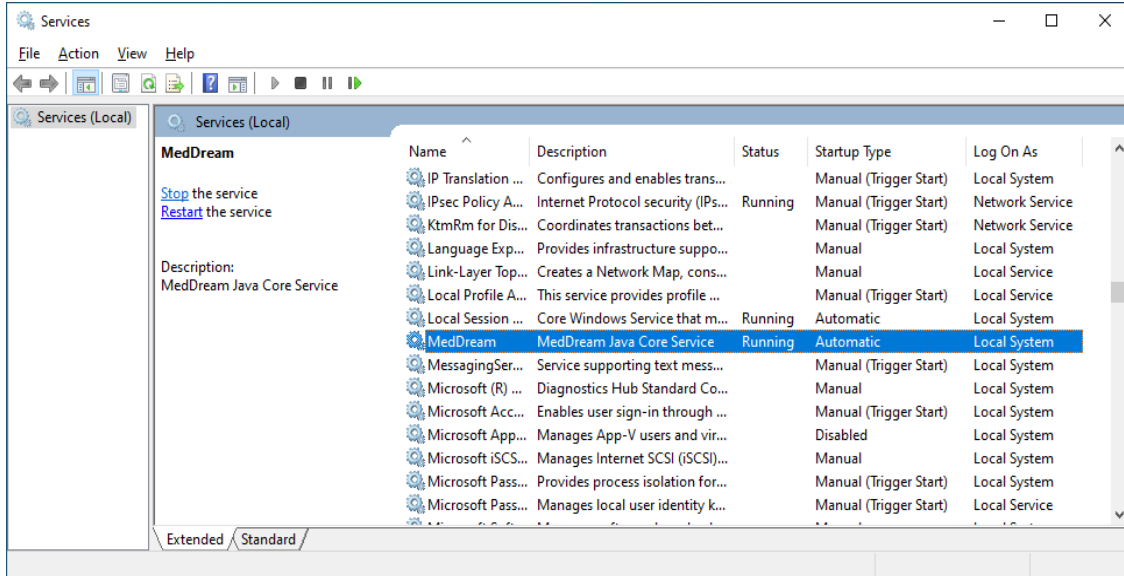 Services
File Action View Help
Services (Local)
Services (Local)
MedDream
Stop the service
Restart the service
Description:
MedDream Java Core Service
Name Description Status Startup Type Log On As
IP Translation ... Configures and enables trans... Manual (Trigger Start) Local System
IPsec Policy A... Internet Protocol security (IPs... Running Manual (Trigger Start) Network Service
KtmRm for Dis... Coordinates transactions bet... Manual (Trigger Start) Network Service
Language Exp... Provides infrastructure suppo... Manual Local System
Link-Layer Top... Creates a Network Map, cons... Manual Local Service
Local Profile A... This service provides profile ... Manual (Trigger Start) Local Service
Local Session ... Core Windows Service that m... Running Automatic Local System
MedDream MedDream Java Core Service Running Automatic Local System
MessagingSer... Service supporting text mess... Manual (Trigger Start) Local System
Microsoft (R) ... Diagnostics Hub Standard Co... Manual Local System
Microsoft Acc... Enables user sign-in through ... Manual (Trigger Start) Local System
Microsoft App... Manages App-V users and vir... Disabled Local System
Microsoft iSCS... Manages Internet SCSI (iSCSI)... Manual Local System
Microsoft Pass... Provides process isolation for... Manual (Trigger Start) Local System
Microsoft Pass... Manages local user identity k... Manual (Trigger Start) Local Service
Extended Standard